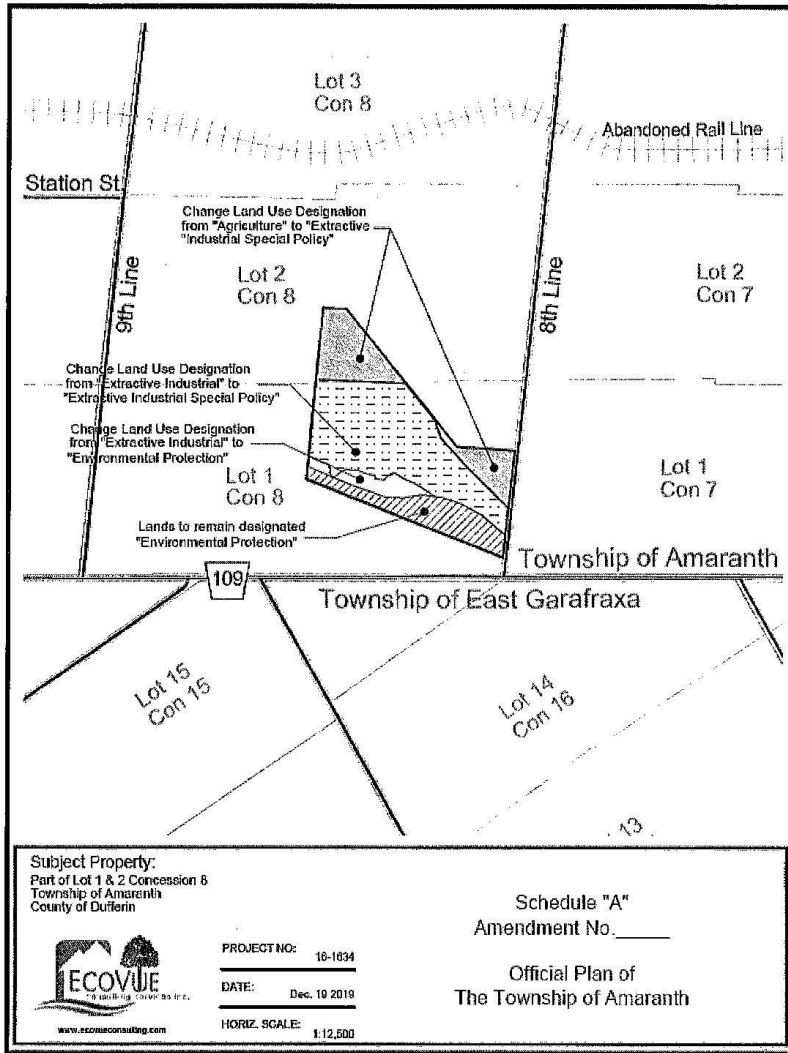 Lot 3
Con 8
Abandoned Rail Line
Station St.
Change Land Use Designation
from "Agriculture" to "Extractive
"Industrial Special Policy"
9th Line
Lot 2
Con 8
8th Line
Lot 2
Con 7
Change Land Use Designation
from "Extractive Industrial" to
"Extractive Industrial Special Policy"
Change Land Use Designation
from "Extractive Industrial" to
"Environmental Protection"
Lot 1
Con 8
Lot 1
Con 7
Lands to remain designated
"Environmental Protection"
Township of Amaranth
109
Township of East Garafraxa
Lot 15
Con 15
Lot 14
Con 16
13
Subject Property:
Part of Lot 1 & 2 Concession 8
Township of Amaranth
County of Dufferin
ECOVUE
consulting services inc.
www.ecovueconsulting.com
PROJECT NO: 16-1634
DATE: Dec. 19 2019
HORIZ. SCALE: 1:12,500
Schedule "A"
Amendment No._____
Official Plan of
The Township of Amaranth